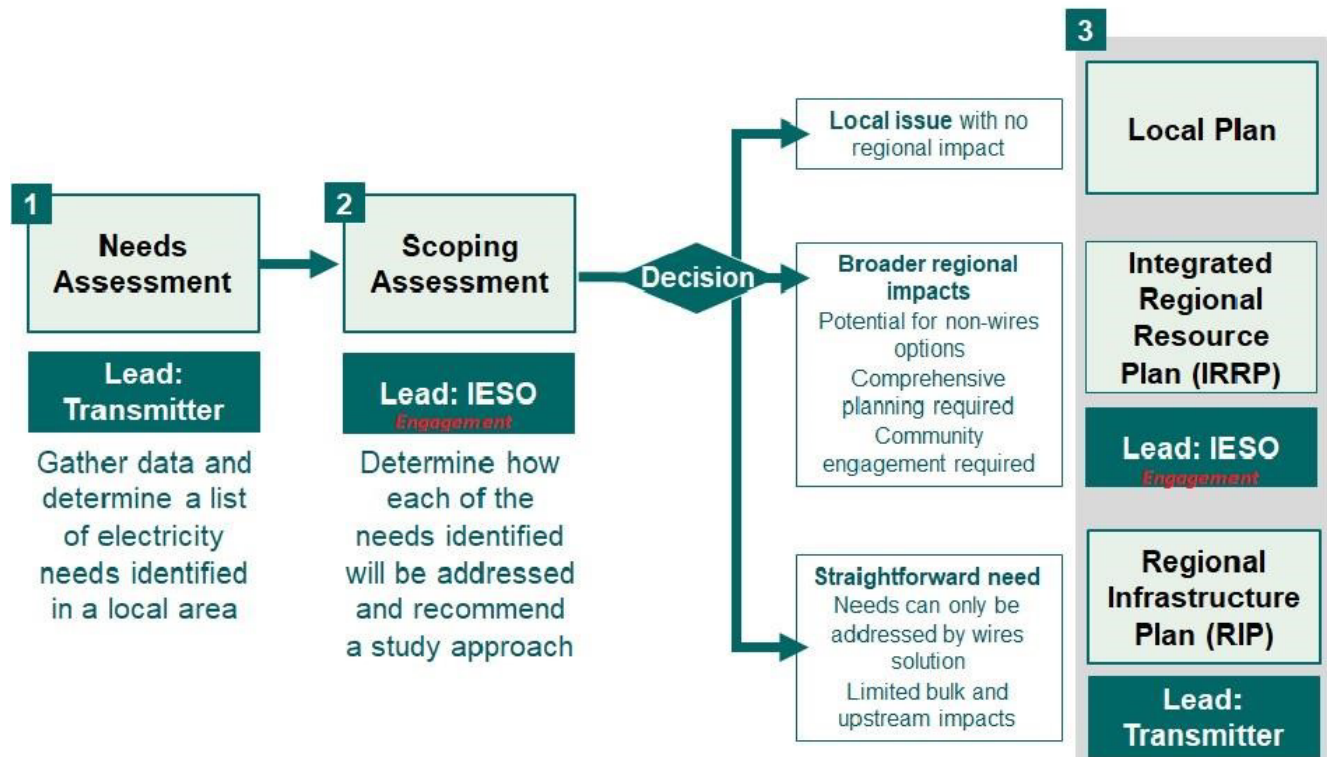 1
Needs
Assessment
Lead:
Transmitter
Gather data and
determine a list
of electricity
needs identified
in a local area
2
Scoping
Assessment
Lead: IESO
Engagement
Determine how
each of the
needs identified
will be addressed
and recommend
a study approach
Decision
Local issue with no
regional impact
Broader regional
impacts
Potential for non-wires
options
Comprehensive
planning required
Community
engagement required
Straightforward need
Needs can only be
addressed by wires
solution
Limited bulk and
upstream impacts
3
Local Plan
Integrated
Regional
Resource
Plan (IRRP)
Lead: IESO
Engagement
Regional
Infrastructure
Plan (RIP)
Lead:
Transmitter